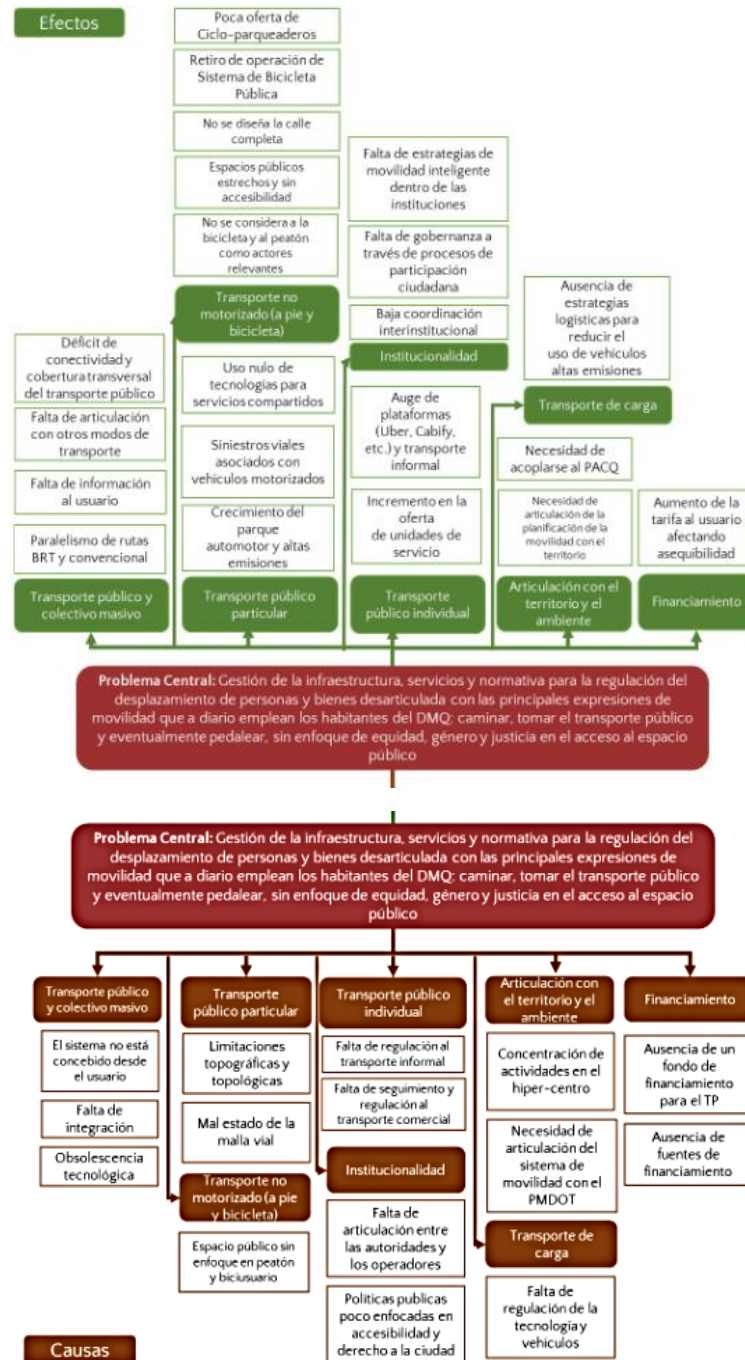 Efectos
Poca oferta de
Ciclo-parqueaderos
Retiro de operación de
Sistema de Bicicleta
Pública
No se diseña la calle
completa
Espacios públicos
estrechos y sin
accesibilidad
No se considera a la
bicicleta y al peatón
como actores
relevantes
Transporte no
motorizado (a pie y
bicicleta)
Falta de estrategias de
movilidad inteligente
dentro de las
instituciones
Falta de gobernanza a
través de procesos de
participación
ciudadana
Baja coordinación
interinstitucional
Institucionalidad
Ausencia de
estrategias
logísticas para
reducir el
uso de vehículos
altas emisiones
Transporte de carga
Déficit de
conectividad y
cobertura transversal
del transporte público
Falta de articulación
con otros modos de
transporte
Falta de información
al usuario
Paralelismo de rutas
BRT y convencional
Transporte público y
colectivo masivo
Uso nulo de
tecnologías para
servicios compartidos
Siniestros viales
asociados con
vehículos motorizados
Crecimiento del
parque
automotor y altas
emisiones
Transporte público
particular
Auge de
plataformas
(Uber, Cabify,
etc.) y transporte
informal
Incremento en la
oferta
de unidades de
servicio
Transporte
público individual
Necesidad de
acoplarse al PACQ
Necesidad de
articulación de la
planificación de la
movilidad con el
territorio
Articulación con el
territorio y el
ambiente
Aumento de la
tarifa al usuario
afectando
asequibilidad
Financiamiento
Problema Central: Gestión de la infraestructura, servicios y normativa para la regulación del
desplazamiento de personas y bienes desarticulada con las principales expresiones de
movilidad que a diario emplean los habitantes del DMQ: caminar, tomar el transporte público
y eventualmente pedalear, sin enfoque de equidad, género y justicia en el acceso al espacio
público
Problema Central: Gestión de la infraestructura, servicios y normativa para la regulación del
desplazamiento de personas y bienes desarticulada con las principales expresiones de
movilidad que a diario emplean los habitantes del DMQ: caminar, tomar el transporte público
y eventualmente pedalear, sin enfoque de equidad, género y justicia en el acceso al espacio
público
Transporte público
y colectivo masivo
El sistema no está
concebido desde
el usuario
Falta de
integración
Obsolescencia
tecnológica
Transporte
público particular
Limitaciones
topográficas y
topológicas
Mal estado de la
malla vial
Transporte no
motorizado (a pie
y bicicleta)
Espacio público sin
enfoque en peatón
y biciusuario
Transporte público
individual
Falta de regulación al
transporte informal
Falta de seguimiento y
regulación al
transporte comercial
Institucionalidad
Falta de
articulación entre
las autoridades y
los operadores
Políticas publicas
poco enfocadas en
accesibilidad y
derecho a la ciudad
Articulación con
el territorio y el
ambiente
Concentración de
actividades en el
hiper-centro
Necesidad de
articulación del
sistema de
movilidad con el
PMDOT
Transporte de
carga
Falta de
regulación de la
tecnología y
vehículos
Financiamiento
Ausencia de un
fondo de
financiamiento
para el TP
Ausencia de
fuentes de
financiamiento
Causas